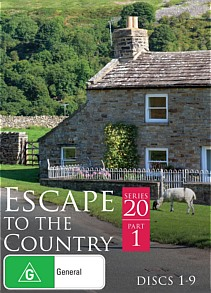 ESCAPE
TO THE
COUNTRY
SERIES
20
PART
1
G
General
DISCS 1-9